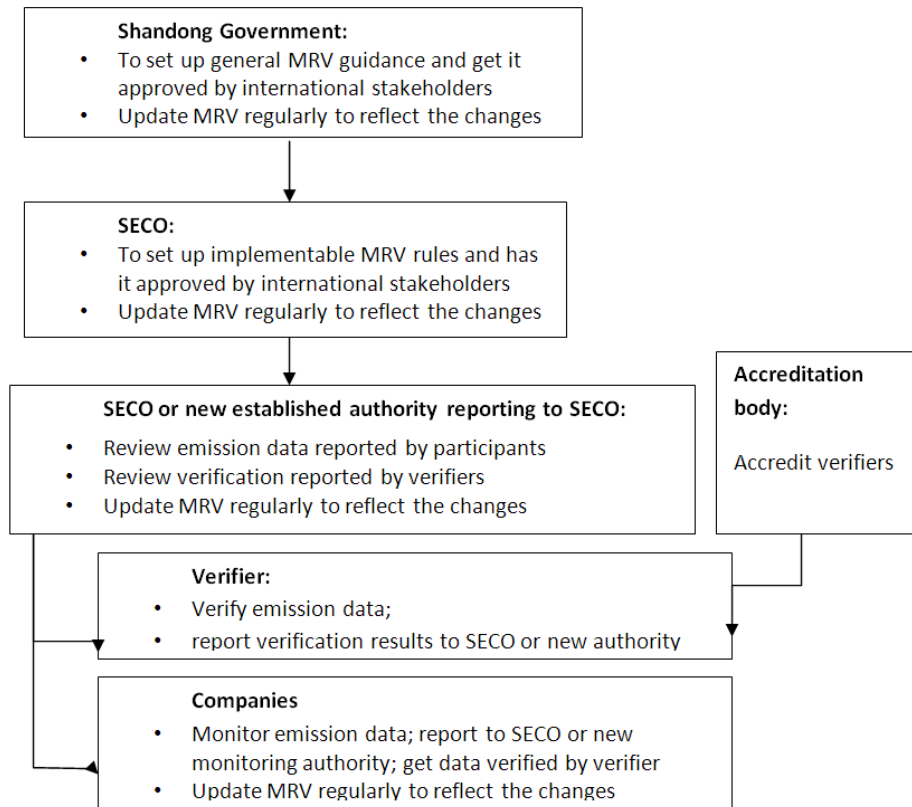 Shandong Government:
• To set up general MRV guidance and get it
approved by international stakeholders
• Update MRV regularly to reflect the changes
SECO:
• To set up implementable MRV rules and has
it approved by international stakeholders
• Update MRV regularly to reflect the changes
SECO or new established authority reporting to SECO:
• Review emission data reported by participants
• Review verification reported by verifiers
• Update MRV regularly to reflect the changes
Accreditation
body:
Accredit verifiers
Verifier:
• Verify emission data;
• report verification results to SECO or new authority
Companies
• Monitor emission data; report to SECO or new
monitoring authority; get data verified by verifier
• Update MRV regularly to reflect the changes